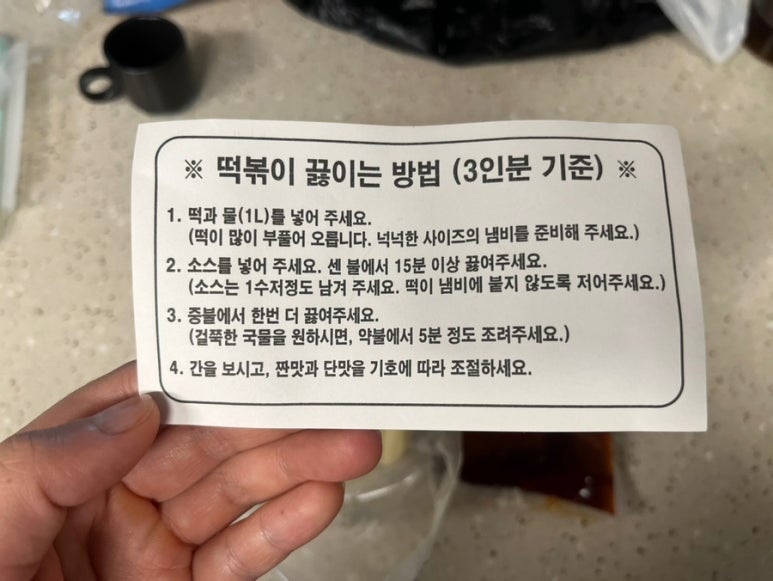 ※ 떡볶이 끓이는 방법 (3인분 기준) ※
1. 떡과 물(1L)를 넣어 주세요.
(떡이 많이 부풀어 오릅니다. 넉넉한 사이즈의 냄비를 준비해 주세요.)
2. 소스를 넣어 주세요. 센 불에서 15분 이상 끓여주세요.
(소스는 1수저정도 남겨 주세요. 떡이 냄비에 붙지 않도록 저어주세요.)
3. 중불에서 한번 더 끓여주세요.
(걸쭉한 국물을 원하시면, 약불에서 5분 정도 조려주세요.)
4. 간을 보시고, 짠맛과 단맛을 기호에 따라 조절하세요.